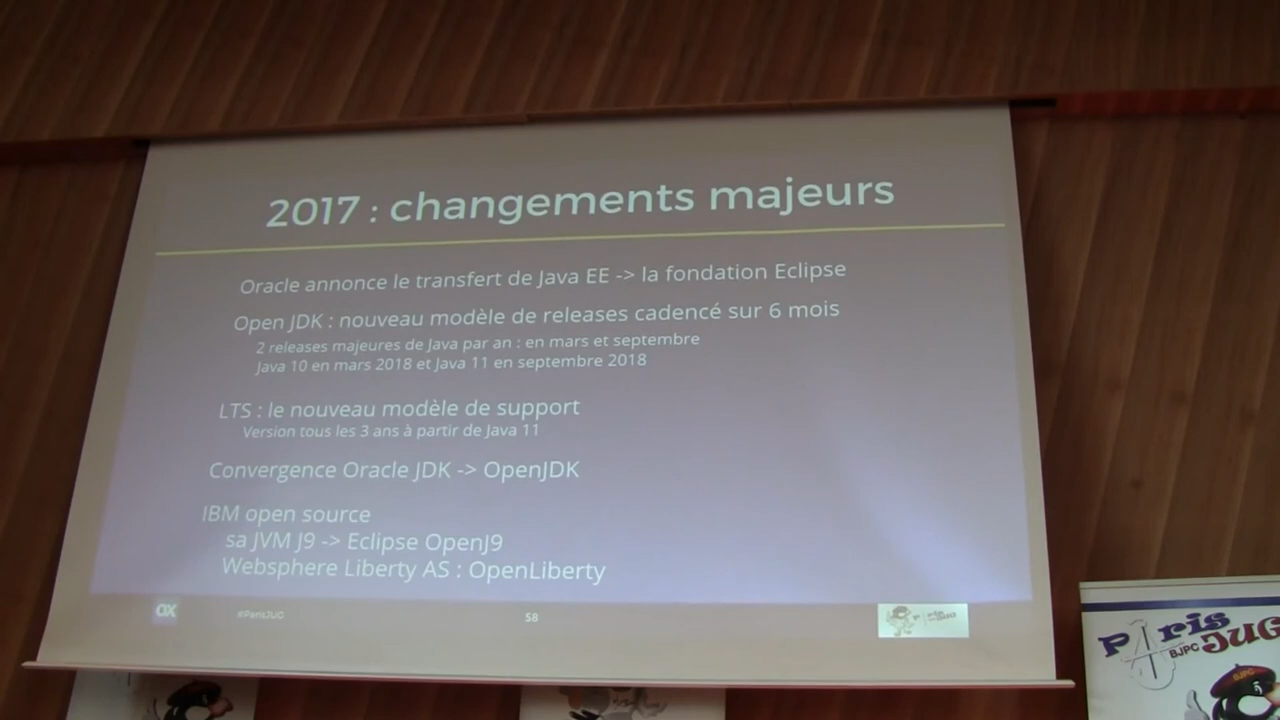 2017 : changements majeurs
Oracle annonce le transfert de Java EE -> la fondation Eclipse
Open JDK : nouveau modèle de releases cadencé sur 6 mois
2 releases majeures de Java par an : en mars et septembre
Java 10 en mars 2018 et Java 11 en septembre 2018
LTS : le nouveau modèle de support
Version tous les 3 ans à partir de Java 11
Convergence Oracle JDK -> OpenJDK
IBM open source
sa JVM J9 -> Eclipse OpenJ9
Websphere Liberty AS : OpenLiberty
#ParisJUG
58
Paris
BJPC JUG
BJPC